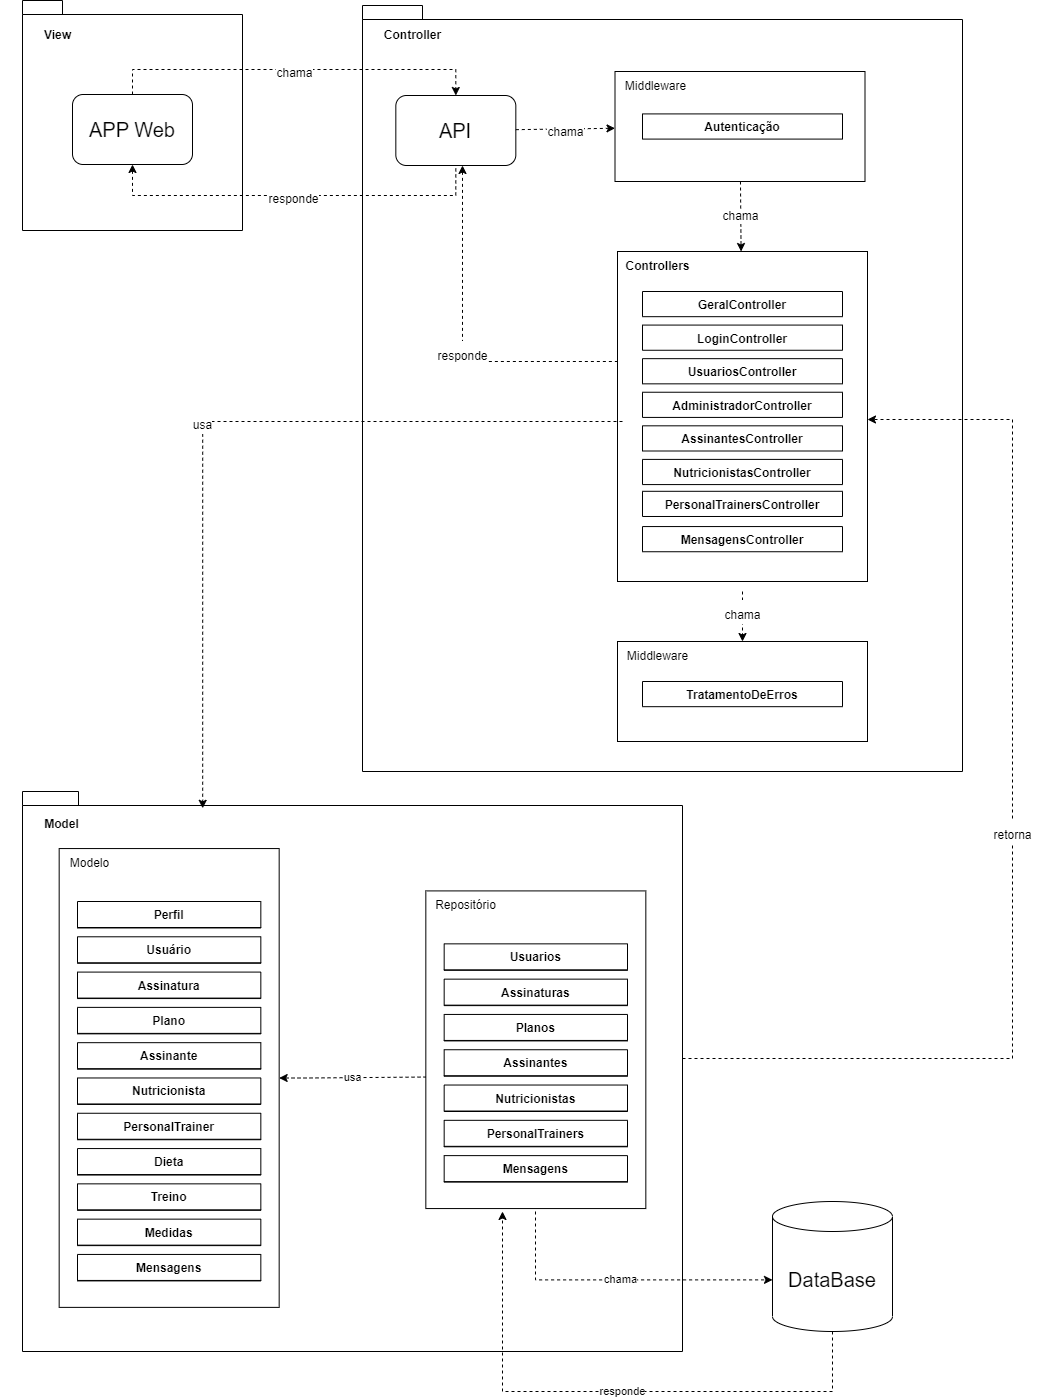 View
APP Web
chama
responde
Controller
API
chama
Middleware
Autenticação
chama
Controllers
GeralController
LoginController
UsuariosController
AdministradorController
AssinantesController
NutricionistasController
PersonalTrainersController
MensagensController
responde
usa
chama
Middleware
TratamentoDeErros
retorna
Model
Modelo
Perfil
Usuário
Assinatura
Plano
Assinante
Nutricionista
PersonalTrainer
Dieta
Treino
Medidas
Mensagens
usa
Repositório
Usuarios
Assinaturas
Planos
Assinantes
Nutricionistas
PersonalTrainers
Mensagens
chama
DataBase
responde